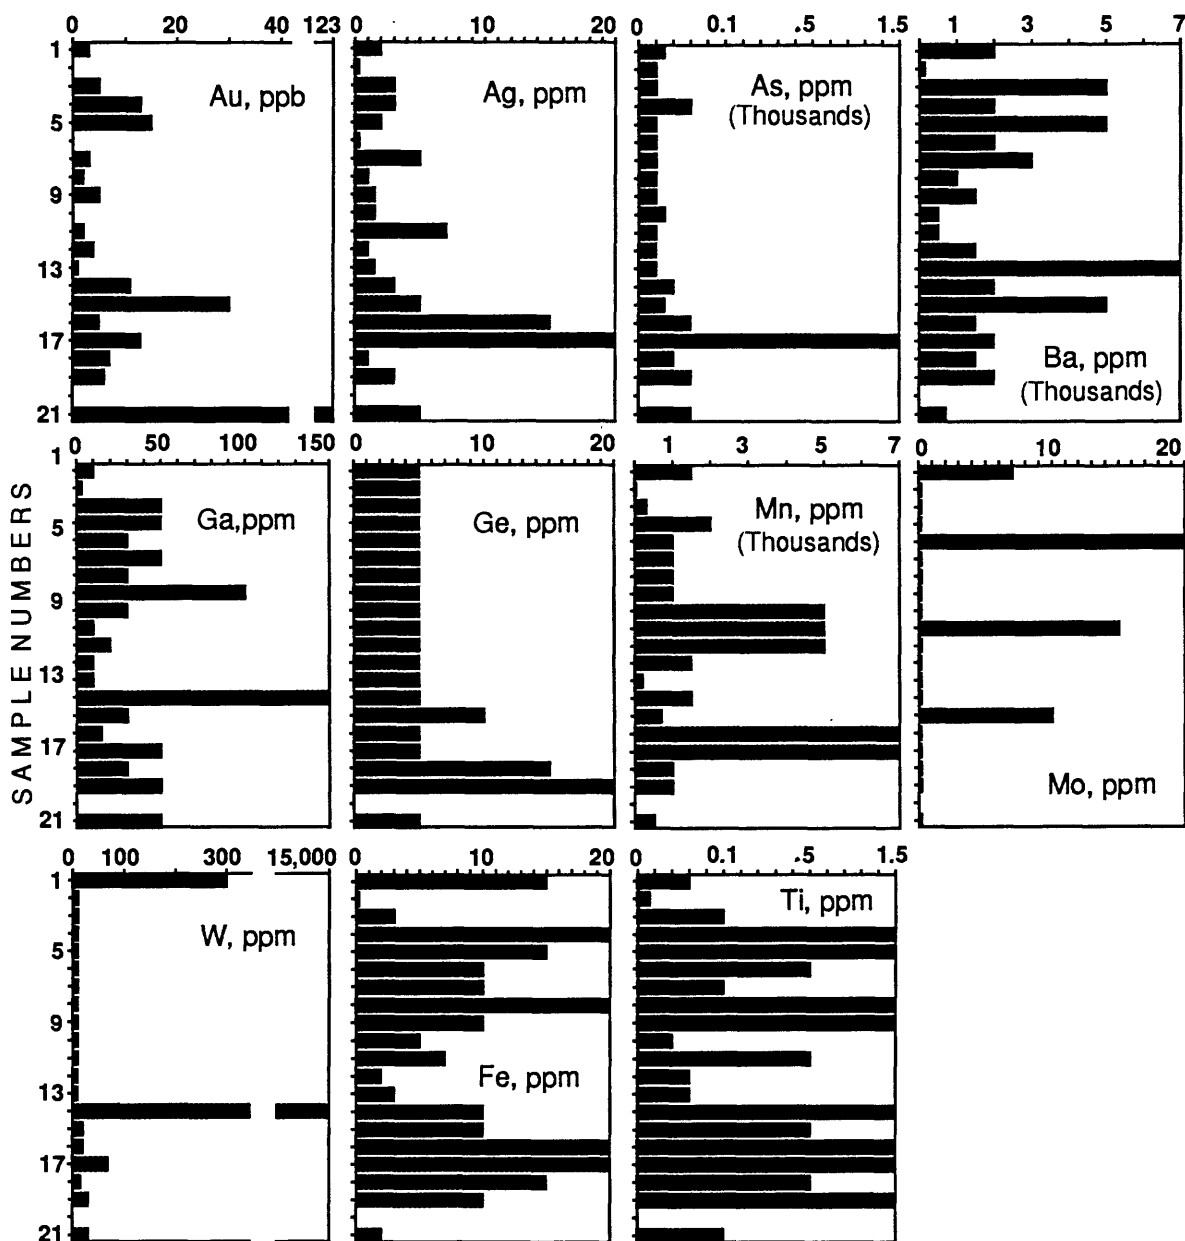 0 20 40 123
0 10 20
0 0.1 .5 1.5
1 3 5 7
1
5
9
13
17
21
Au, ppb
Ag, ppm
As, ppm
(Thousands)
Ba, ppm
(Thousands)
0 50 100 150
0 10 20
1 3 5 7
0 10 20
SAMPLE NUMBERS
1
5
9
13
17
21
Ga,ppm
Ge, ppm
Mn, ppm
(Thousands)
Mo, ppm
0 100 300 15,000
0 10 20
0 0.1 .5 1.5
1
5
9
13
17
21
W, ppm
Fe, ppm
Ti, ppm